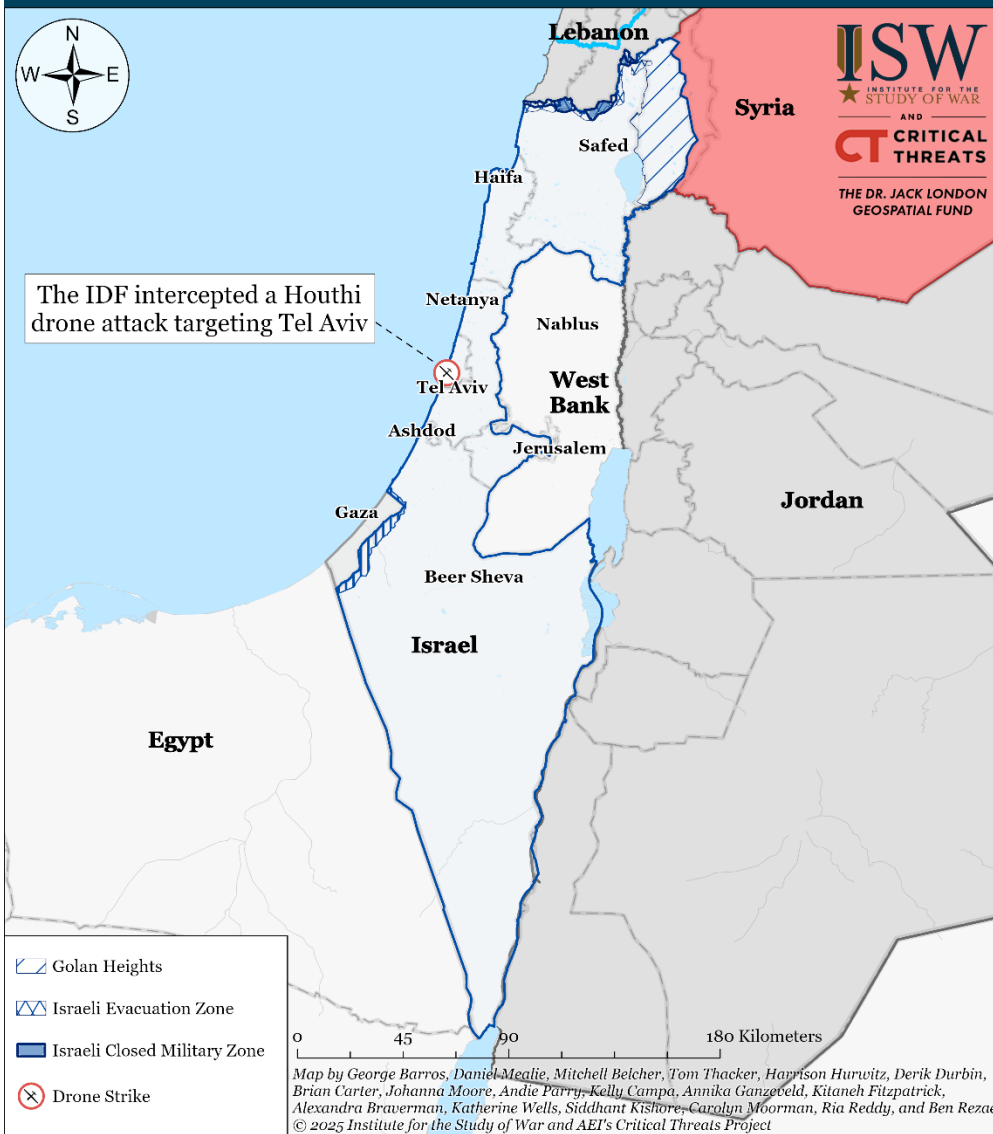 N
W
E
S
Lebanon
Syria
ISW
INSTITUTE FOR THE
STUDY OF WAR
AND
CT CRITICAL
THREATS
THE DR. JACK LONDON
GEOSPATIAL FUND
Safed
Haifa
The IDF intercepted a Houthi
drone attack targeting Tel Aviv
Netanya
Nablus
Tel Aviv
West
Bank
Ashdod
Jerusalem
Jordan
Gaza
Beer Sheva
Israel
Egypt
Golan Heights
Israeli Evacuation Zone
Israeli Closed Military Zone
Drone Strike
0 45 90 180 Kilometers
Map by George Barros, Daniel Mealie, Mitchell Belcher, Tom Thacker, Harrison Hurwitz, Derik Durbin,
Brian Carter, Johanna Moore, Andie Parry, Kelly Campa, Annika Ganzeveld, Kitaneh Fitzpatrick,
Alexandra Braverman, Katherine Wells, Siddhant Kishore, Carolyn Moorman, Ria Reddy, and Ben Rezae
© 2025 Institute for the Study of War and AEI's Critical Threats Project